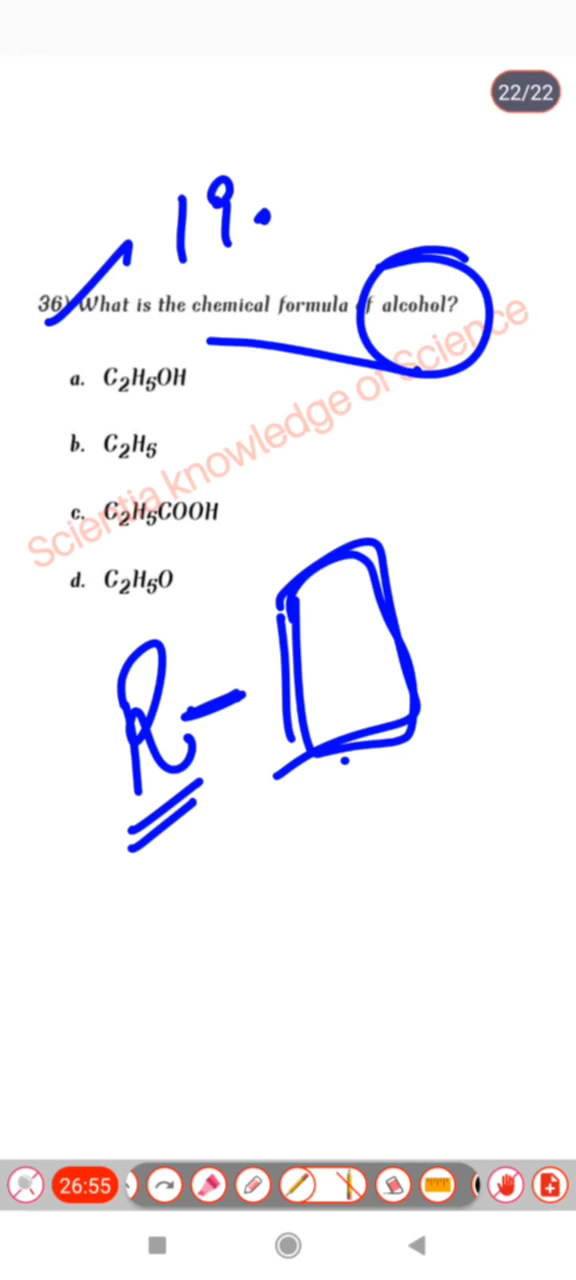 22/22
19.
36) What is the chemical formula of alcohol?
a. C₂H₅OH
b. C₂H₅
c. C₂H₅COOH
d. C₂H₅O
Scientia knowledge of Science
R-
26:55